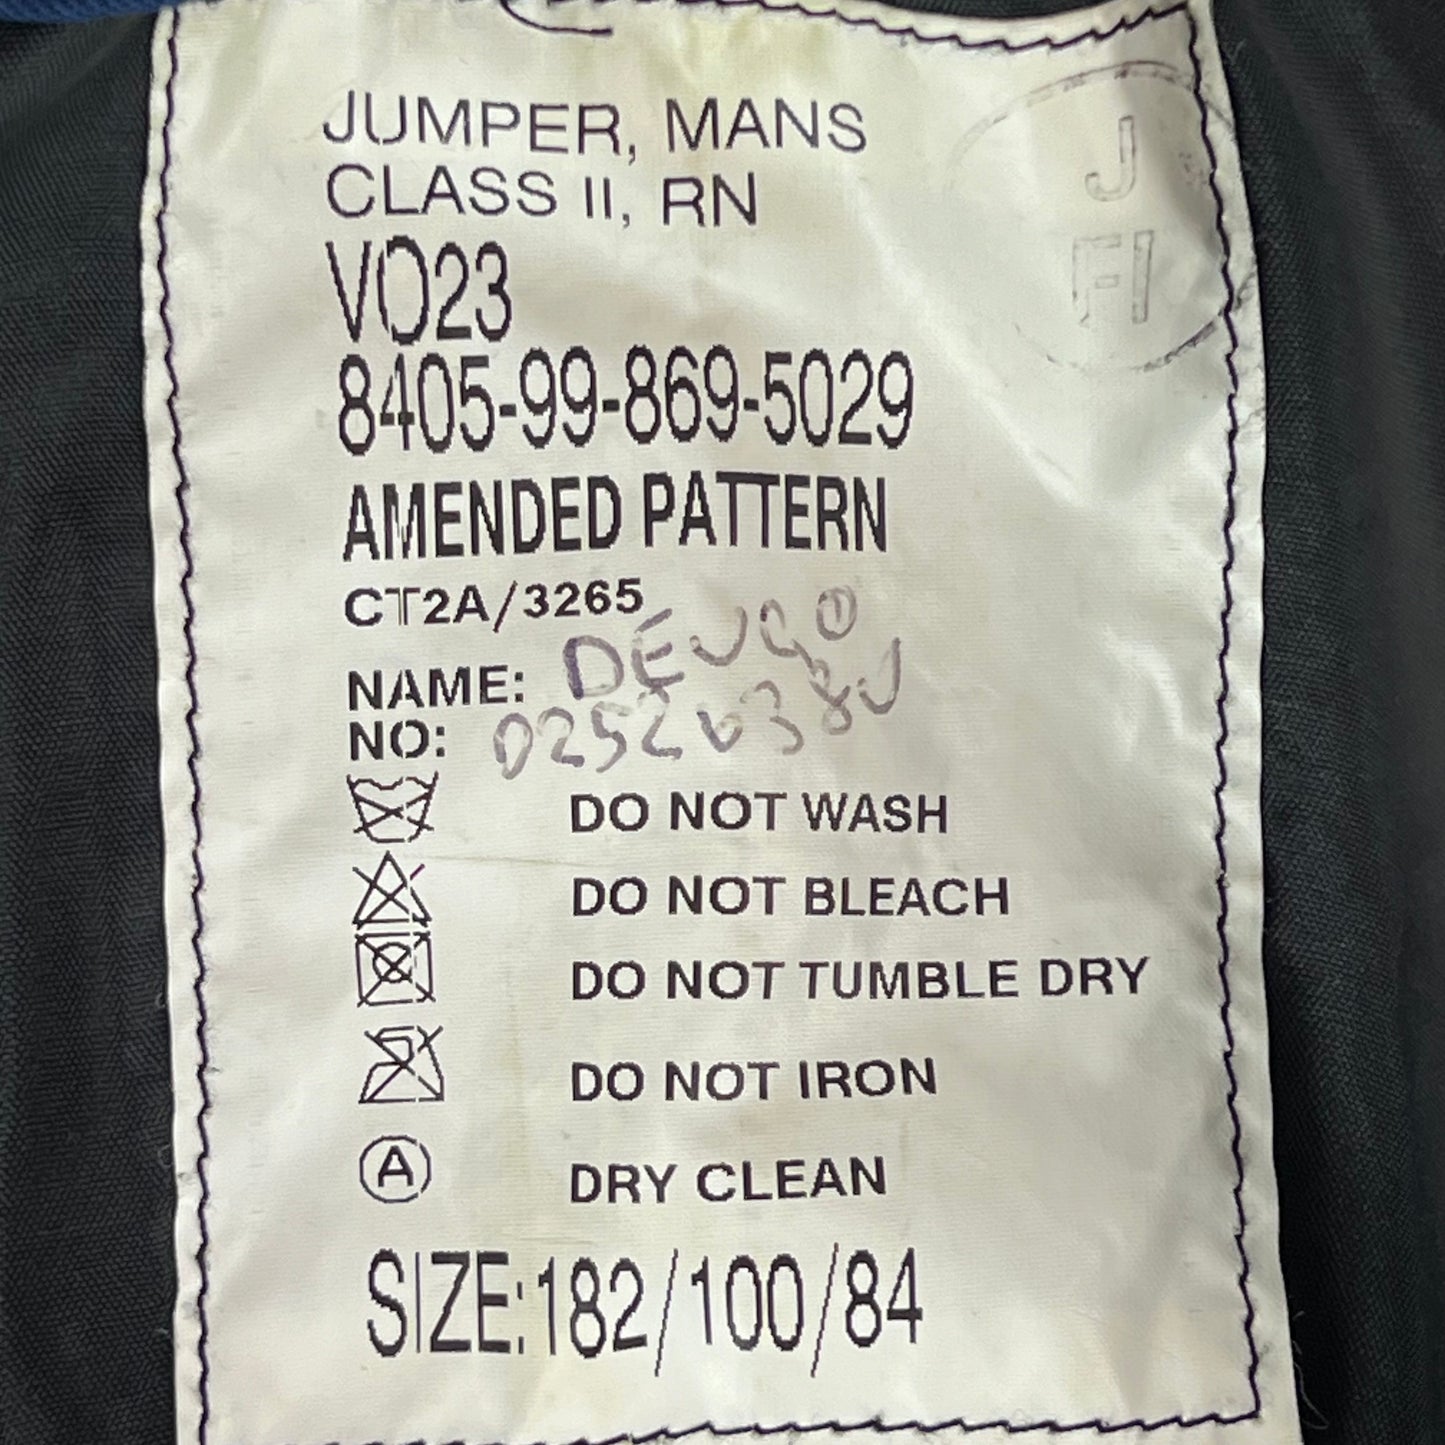 JUMPER, MANS
CLASS II, RN
VO23
8405-99-869-5029
AMENDED PATTERN
CT2A/3265
NAME:
NO:
DO NOT WASH
DO NOT BLEACH
DO NOT TUMBLE DRY
DO NOT IRON
A DRY CLEAN
SIZE:182/100/84
J
FI